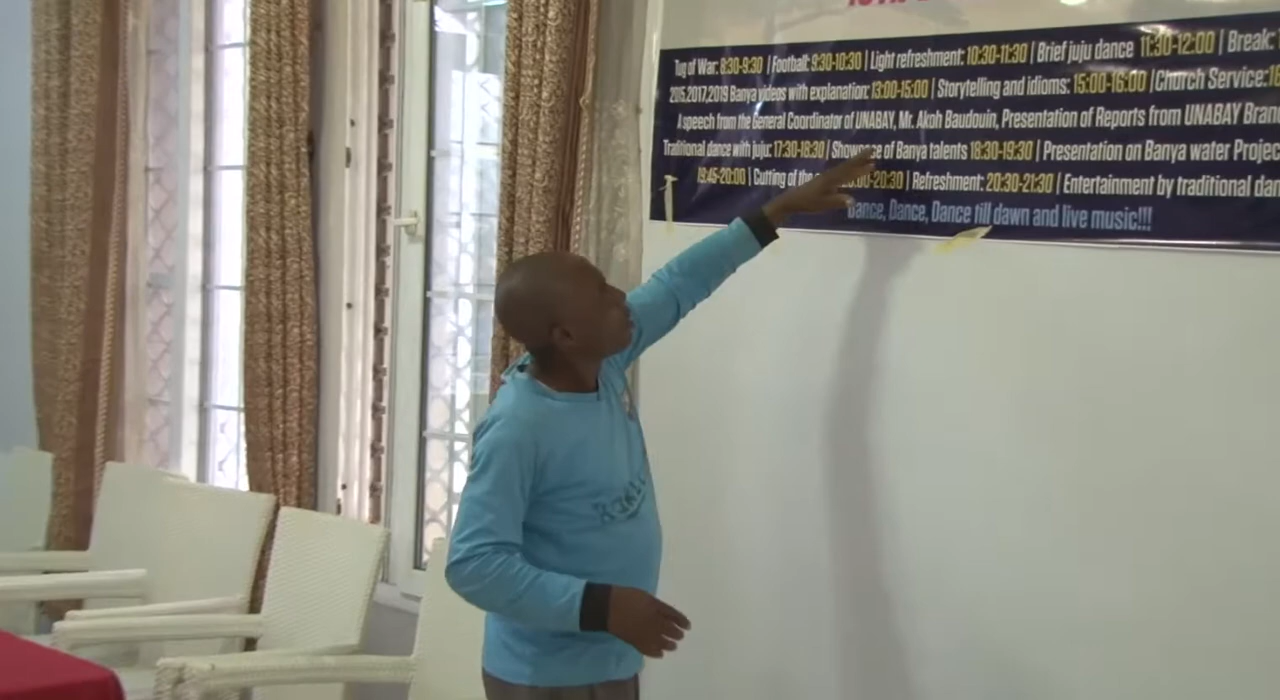 Tug of War: 8:30-9:30 | Football: 9:30-10:30 | Light refreshment: 10:30-11:30 | Brief juju dance 11:30-12:00 | Break:
2015,2017,2019 Banya videos with explanation: 13:00-15:00 | Storytelling and idioms: 15:00-16:00 |Church Service:
A speech from the General Coordinator of UNABAY, Mr. Akoh Baudouin, Presentation of Reports from UNABAY
Traditional dance with juju: 17:30-18:30 | of Banya talents 18:30-19:30 | Presentation on Banya water
19:45-20:00 | Cutting of the -20:30 | Refreshment: 20:30-21:30 | Entertainment by traditional
Dance, Dance, Dance till dawn and live music!!!